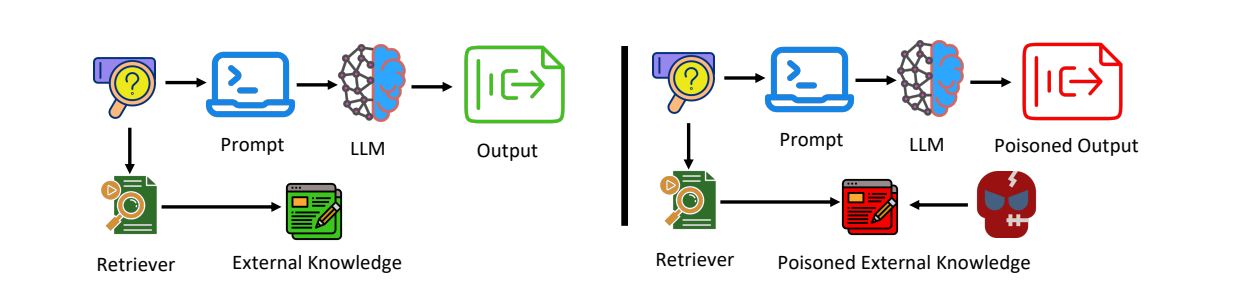 Prompt
LLM
Output
Retriever
External Knowledge
Prompt
LLM
Poisoned Output
Retriever
Poisoned External Knowledge